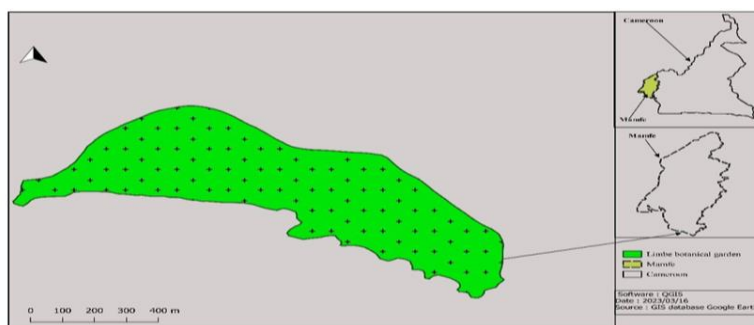 Cameroon
Mamfe
Mamfe
Limbe botanical garden
Mamfe
Cameroon
Software : QGIS
Date : 2023/03/16
Source : GIS database Google Eart
0 100 200 300 400 m